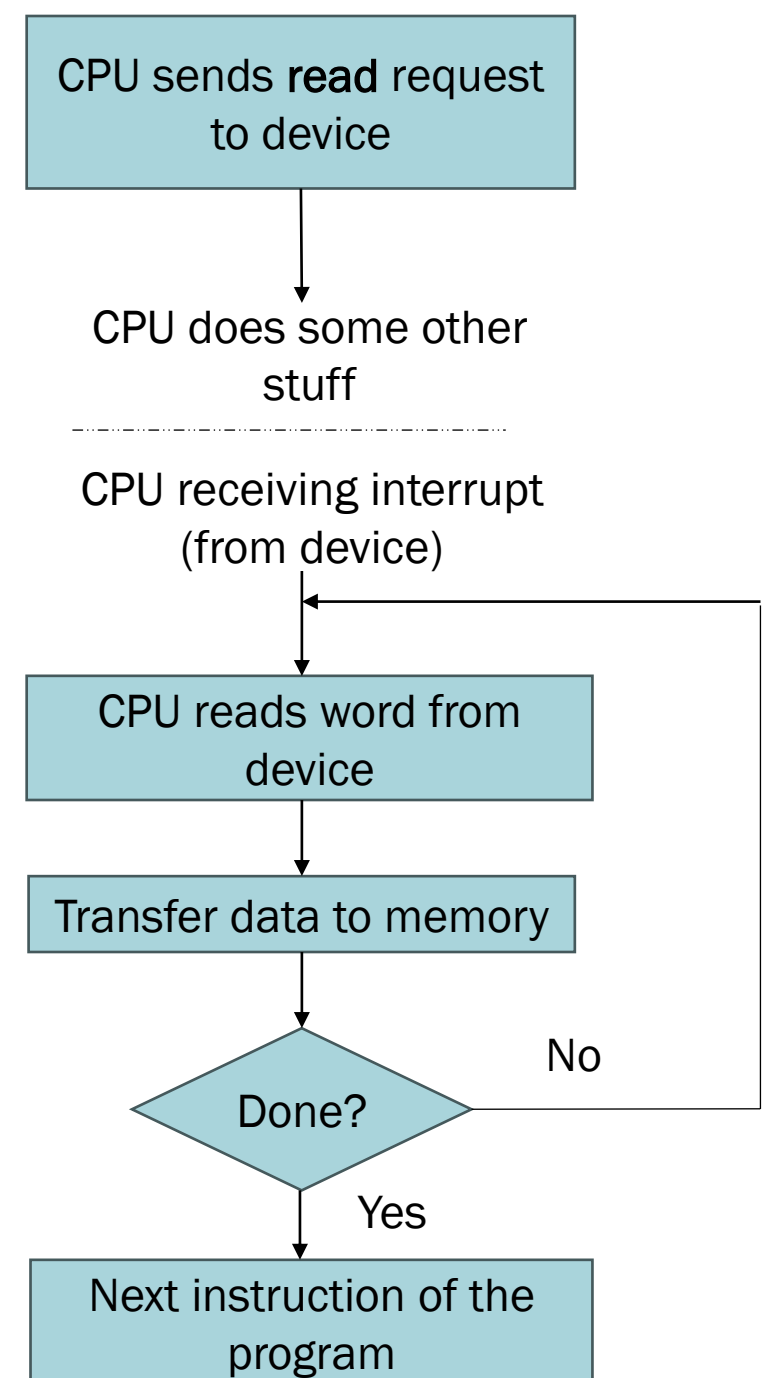 CPU sends read request
to device
CPU does some other
stuff
CPU receiving interrupt
(from device)
CPU reads word from
device
Transfer data to memory
No
Done?
Yes
Next instruction of the
program